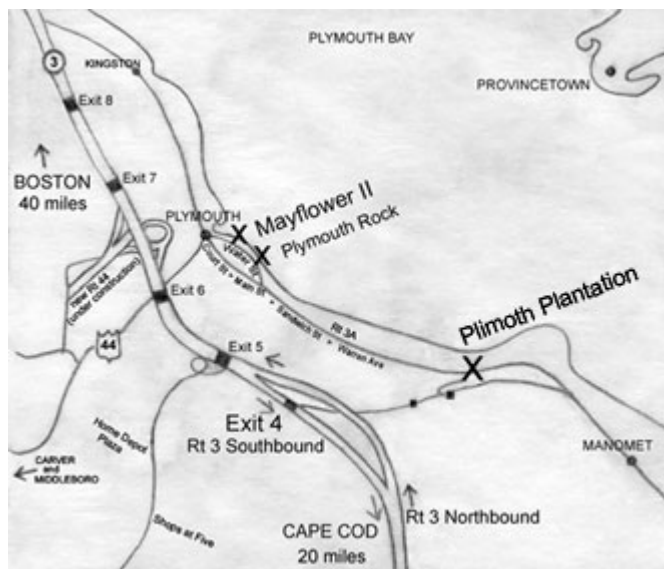 PLYMOUTH BAY
3
KINGSTON
PROVINCETOWN
Exit 8
BOSTON
40 miles
Exit 7
Mayflower II
PLYMOUTH
Plymouth Rock
Water St
Court St > Main St > Sandwich St > Warren Ave
Rt 3A
new Rt 44
(under construction)
Exit 6
Plimoth Plantation
44
Exit 5
Exit 4
Rt 3 Southbound
Home Depot
Plaza
MANOMET
CARVER
and
MIDDLEBORO
Shops at Five
CAPE COD
20 miles
Rt 3 Northbound